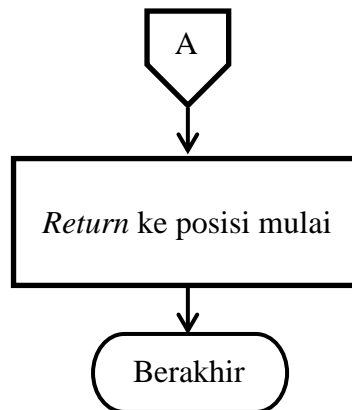 A
Return ke posisi mulai
Berakhir